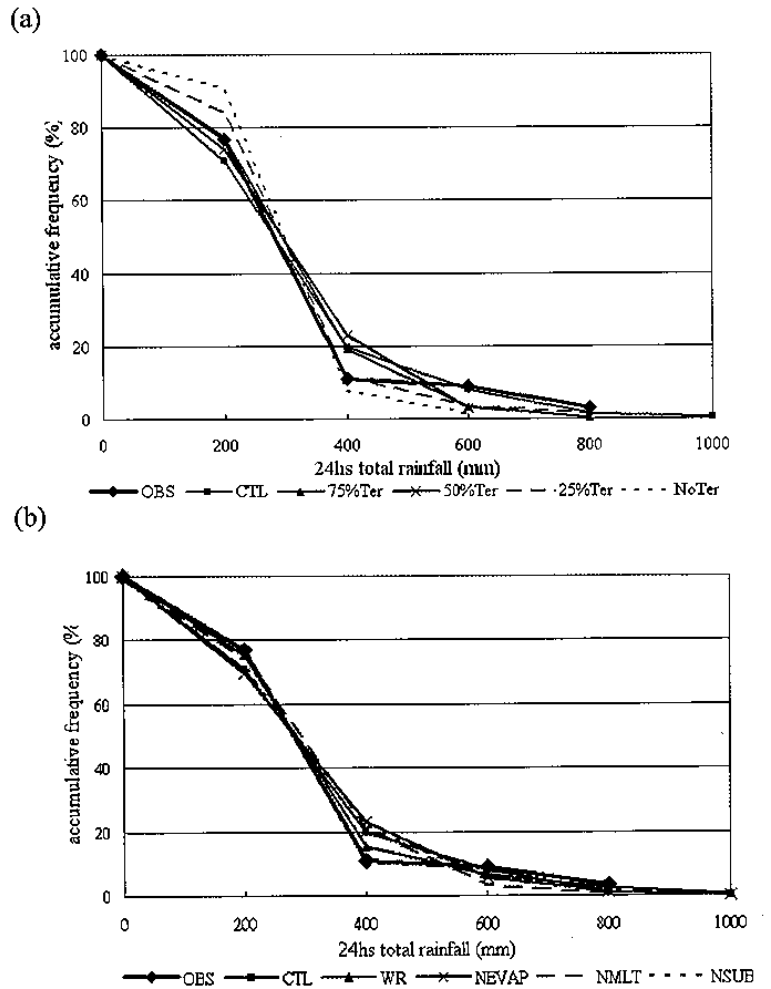 (a)
100
80
60
40
20
0
accumulative frequency (%)
0 200 400 600 800 1000
24hs total rainfall (mm)
OBS CTL 75%Ter 50%Ter 25%Ter NoTer
(b)
100
80
60
40
20
0
accumulative frequency (%
0 200 400 600 800 1000
24hs total rainfall (mm)
OBS CTL WR NEVAP NMLT NSUB